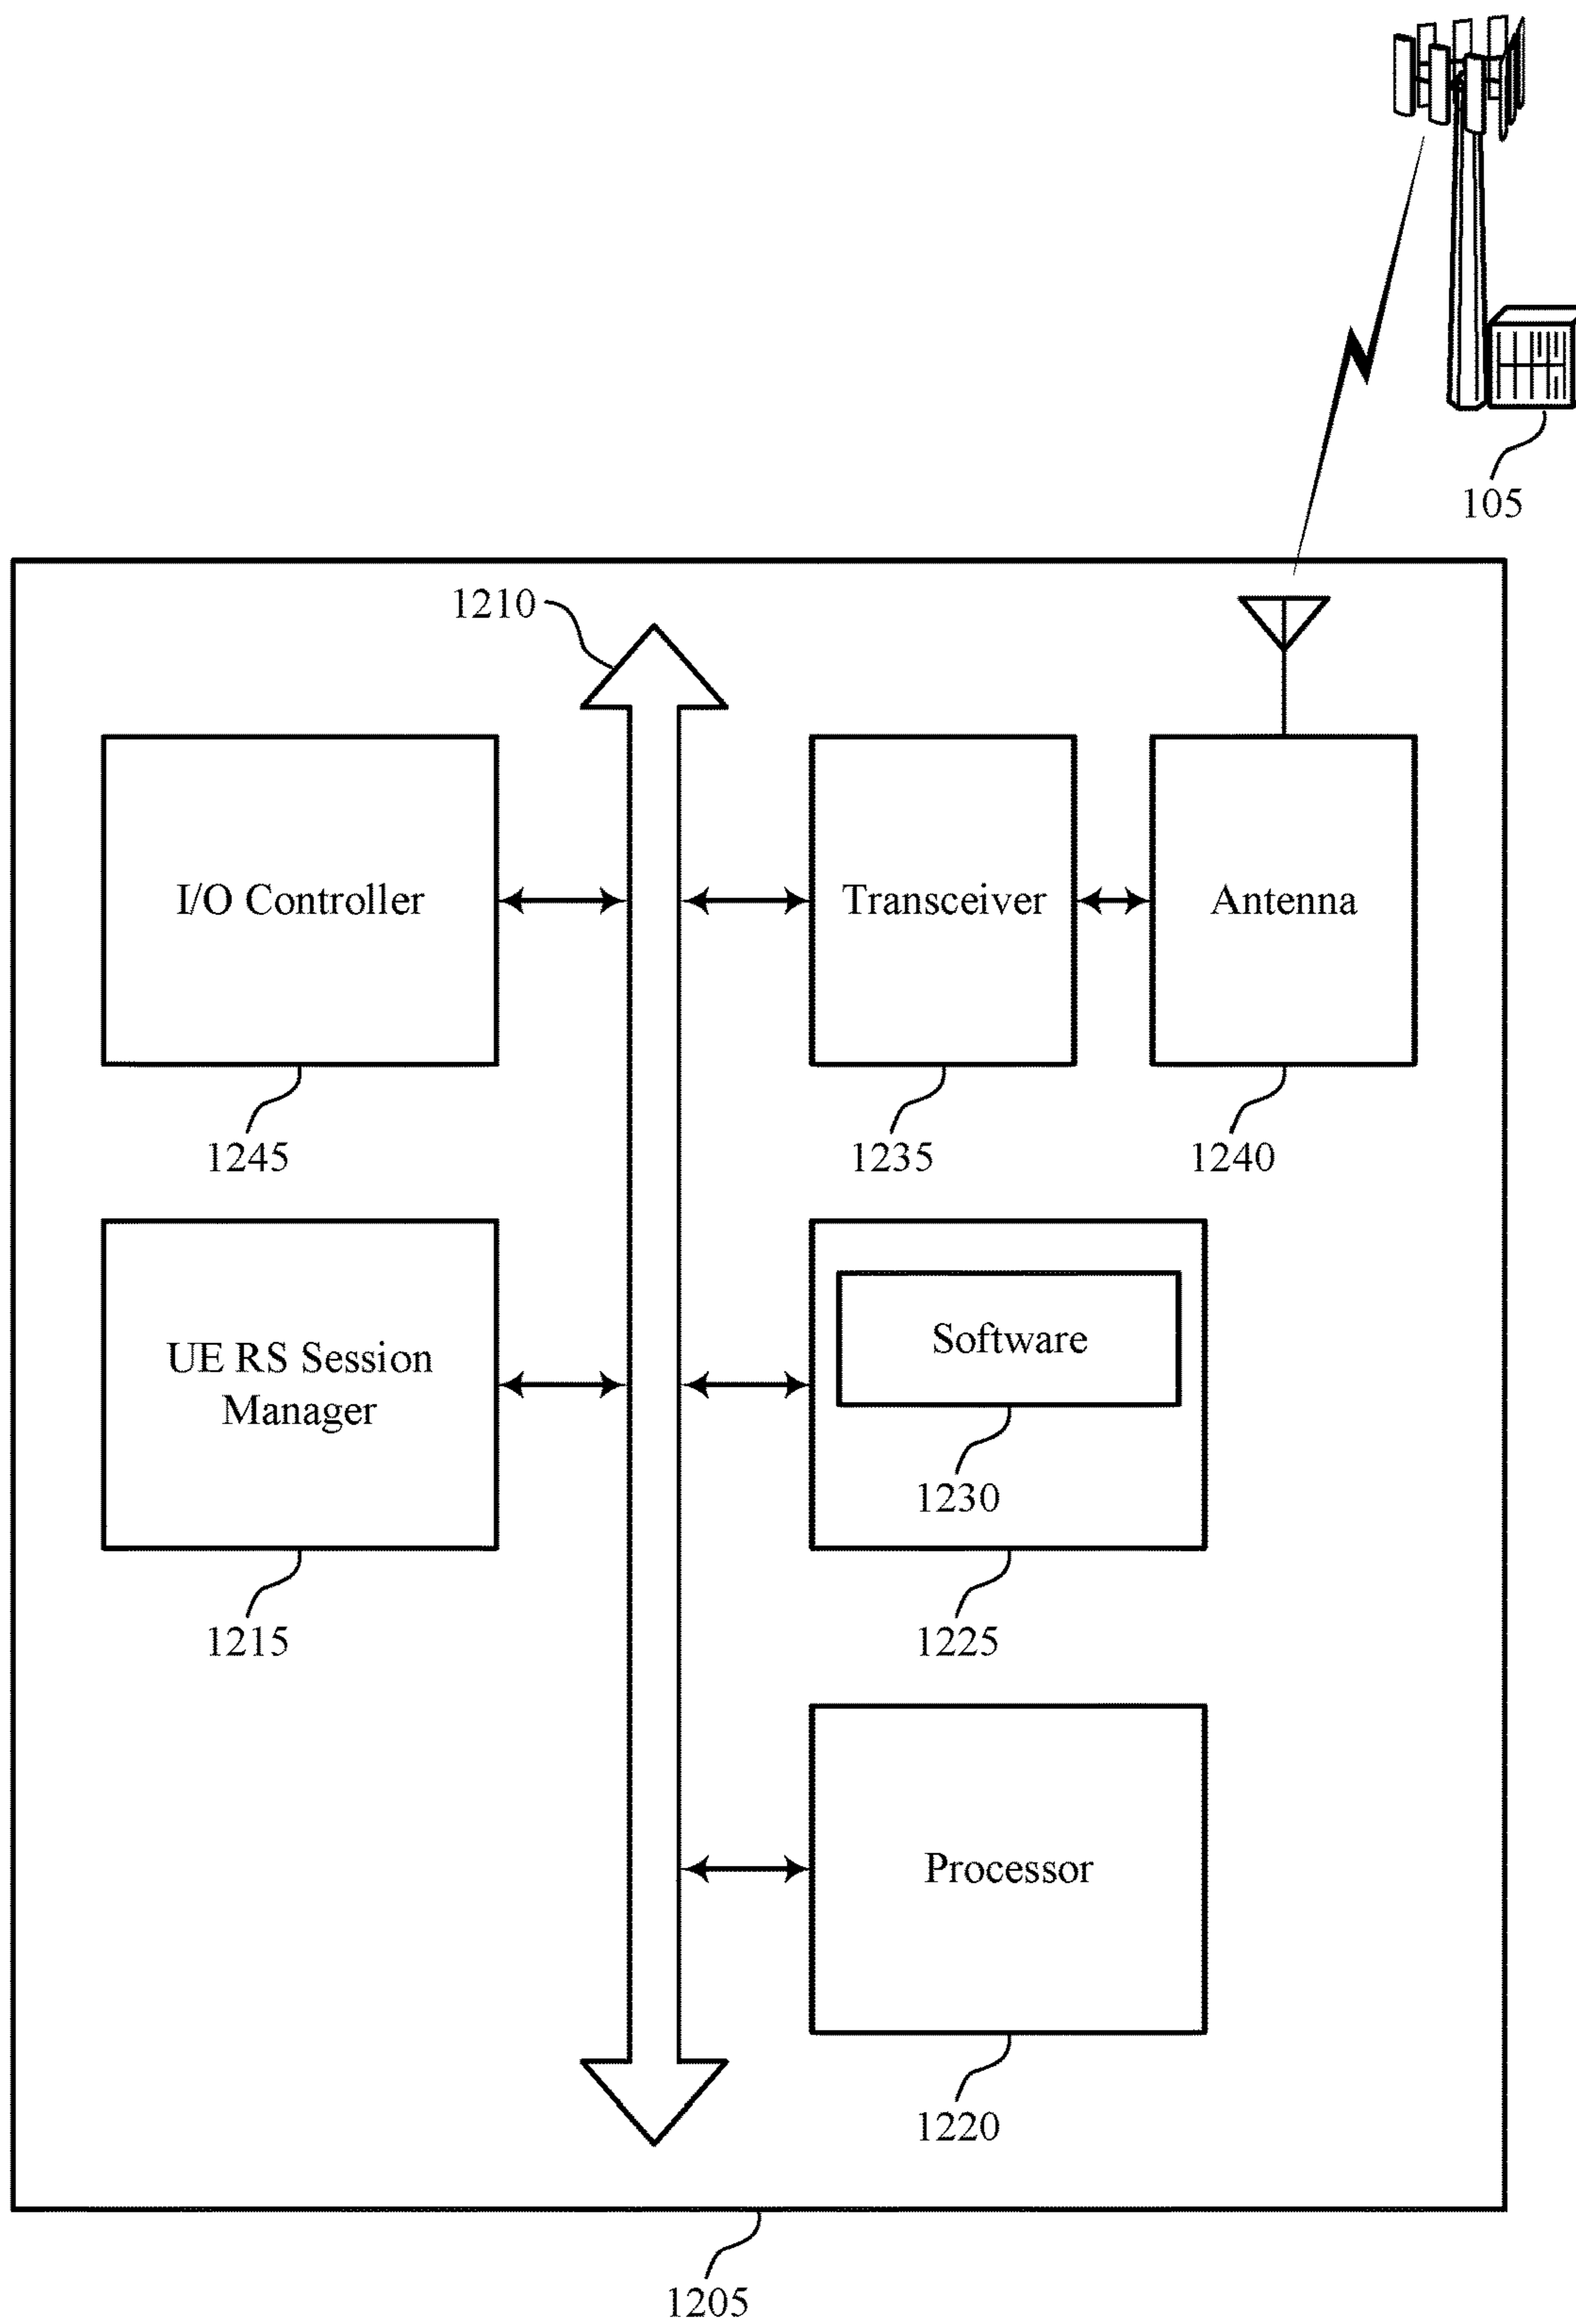 105
1210
I/O Controller
Transceiver
Antenna
1245
1235
1240
UE RS Session
Manager
Software
1230
1215
1225
Processor
1220
1205